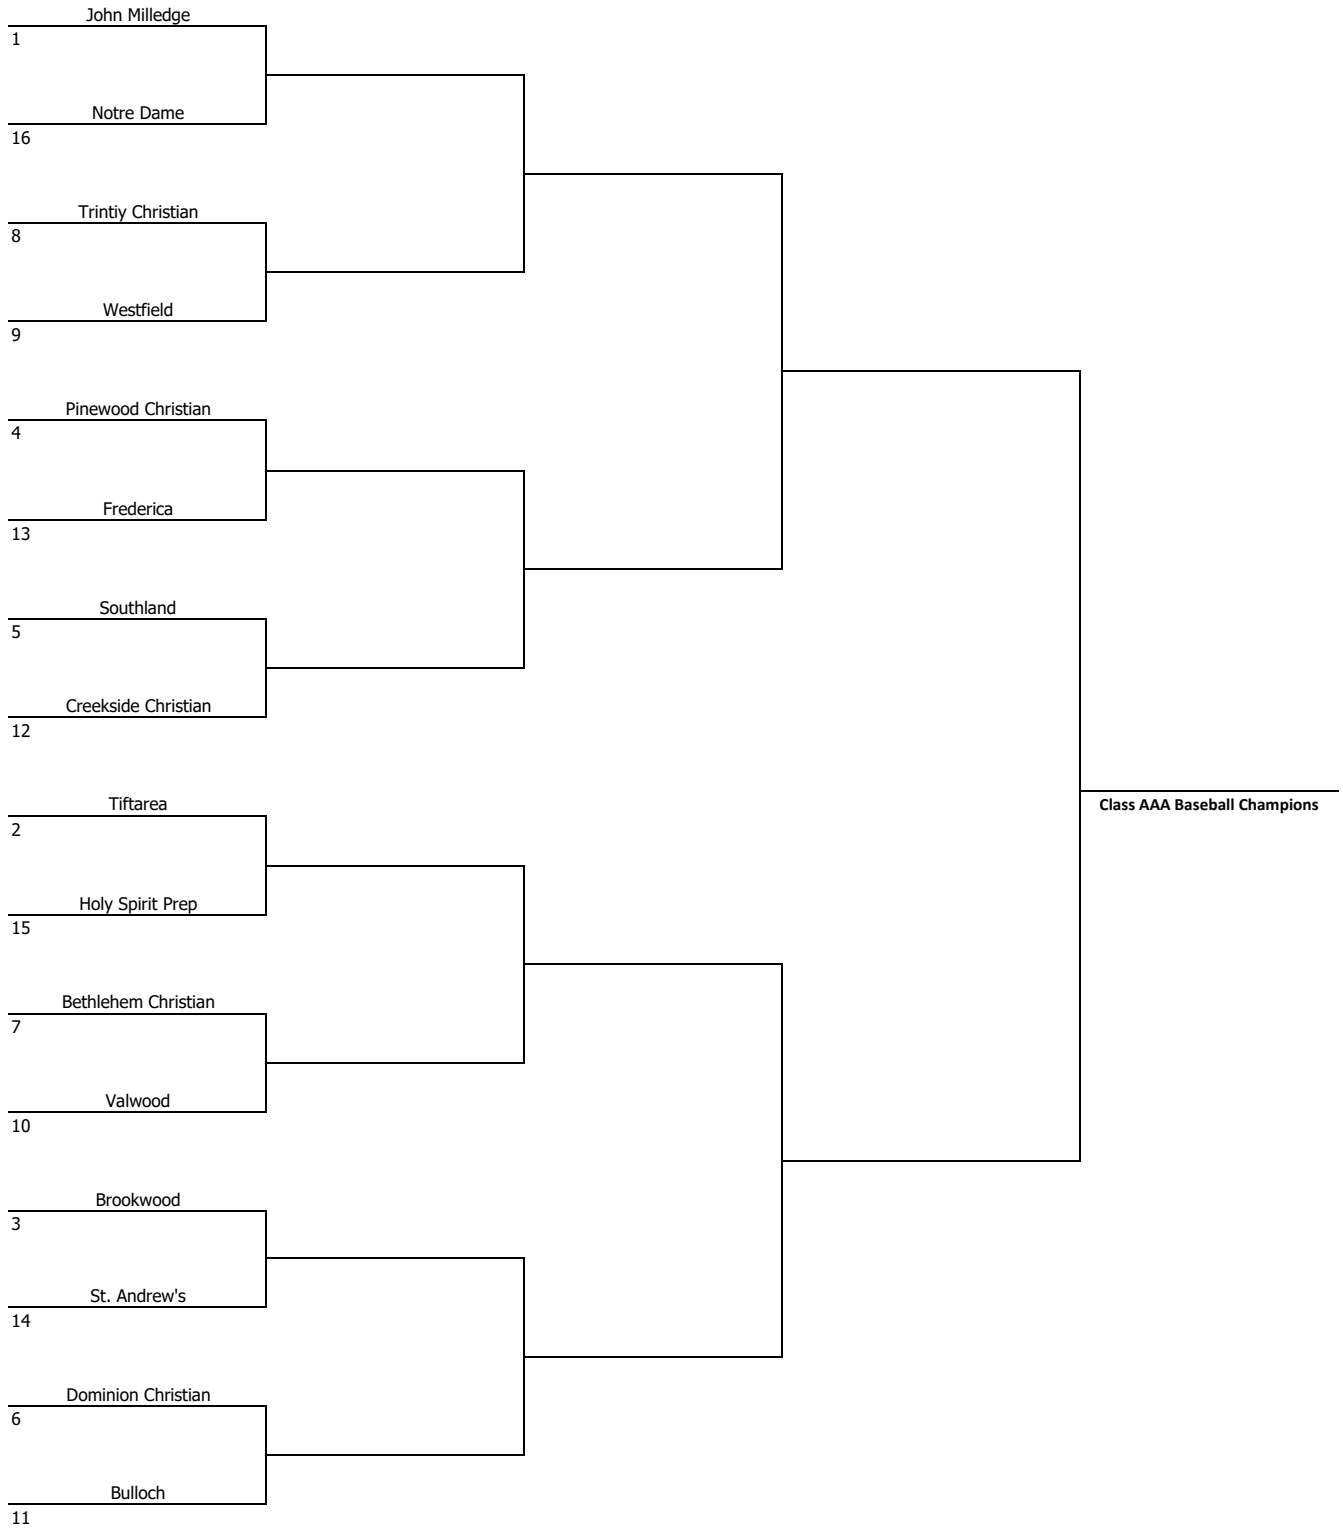 John Milledge
1
Notre Dame
16
Trintiy Christian
8
Westfield
9
Pinewood Christian
4
Frederica
13
Southland
5
Creekside Christian
12
Tiftarea
2
Class AAA Baseball Champions
Holy Spirit Prep
15
Bethlehem Christian
7
Valwood
10
Brookwood
3
St. Andrew's
14
Dominion Christian
6
Bulloch
11